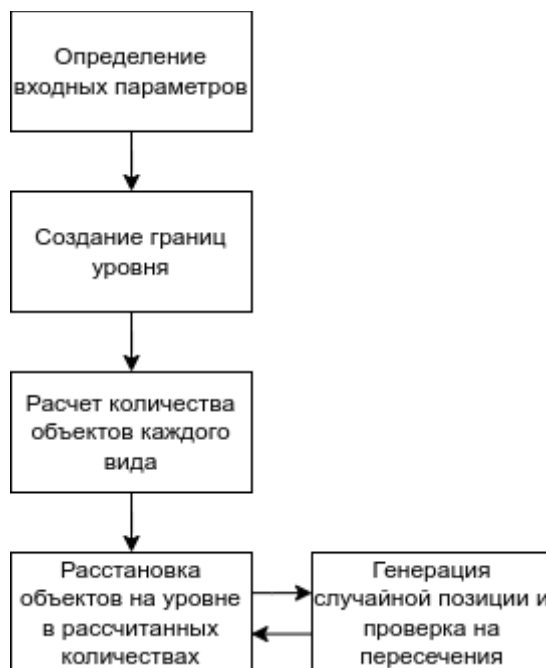 Определение
входных параметров
Создание границ
уровня
Расчет количества
объектов каждого
вида
Расстановка
объектов на уровне
в рассчитанных
количествах
Генерация
случайной позиции и
проверка на
пересечения